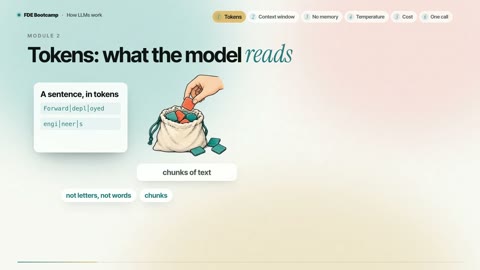 FDE Bootcamp · How LLMs work
1 Tokens 2 Context window 3 No memory 4 Temperature 5 Cost 6 One call
MODULE 2
Tokens: what the model reads
A sentence, in tokens
Forward|depl|oyed
engi|neer|s
chunks of text
not letters, not words chunks